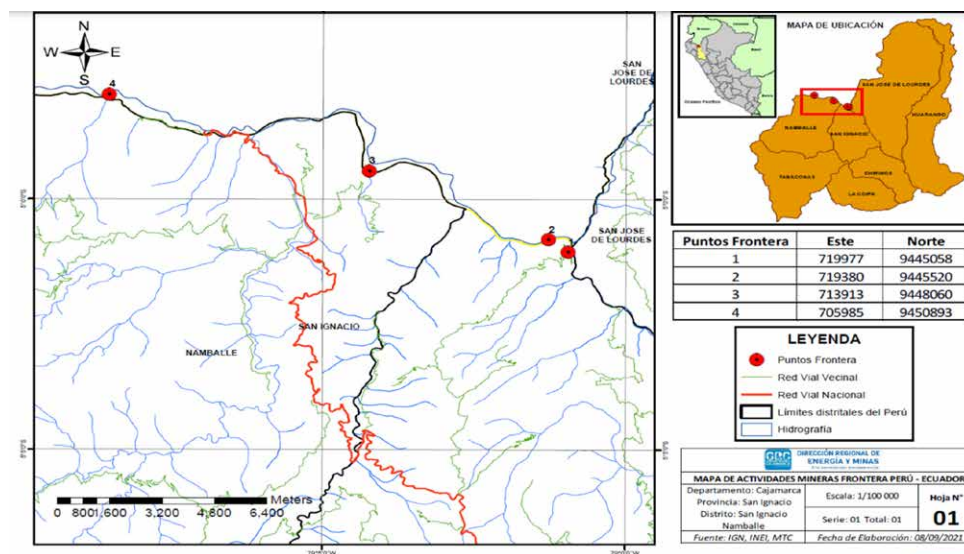 N
W E
S
4
3
2
SAN
JOSE DE
LOURDES
SAN JOSE
DE LOURDES
SAN IGNACIO
NAMBALLE
Meters
0 8001,600 3,200 4,800 6,400
MAPA DE UBICACIÓN
SAN JOSE DE LOURDES
HUARANGO
NAMBALLE
SAN IGNACIO
TABACONAS
CHIRINOS
LA COIPA
Puntos Frontera Este Norte
1 719977 9445058
2 719380 9445520
3 713913 9448060
4 705985 9450893
LEYENDA
Puntos Frontera
Red Vial Vecinal
Red Vial Nacional
Límites distritales del Perú
Hidrografía
DIRECCIÓN REGIONAL DE
ENERGÍA Y MINAS
MAPA DE ACTIVIDADES MINERAS FRONTERA PERÚ - ECUADOR
Departamento: Cajamarca
Provincia: San Ignacio
Distrito: San Ignacio
Namballe
Escala: 1/100 000
Serie: 01 Total: 01
Hoja N°
01
Fuente: IGN, INEI, MTC
Fecha de Elaboración: 08/09/2021